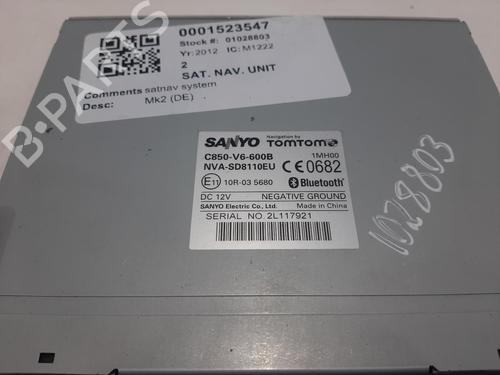 0001523547
Stock #: 01028803
Yr: 2012 IC: M1222
2
SAT. NAV. UNIT
Comments satnav system
Desc: Mk2 (DE)
B-PARTS
SANYO Navigation by TOMTOM
C850-V6-600B 1MH00
NVA-SD8110EU CE0682
E11 10R-03 5680 Bluetooth®
DC 12V NEGATIVE GROUND
SANYO Electric Co., Ltd. Made in China
SERIAL NO 2L117921
1028803